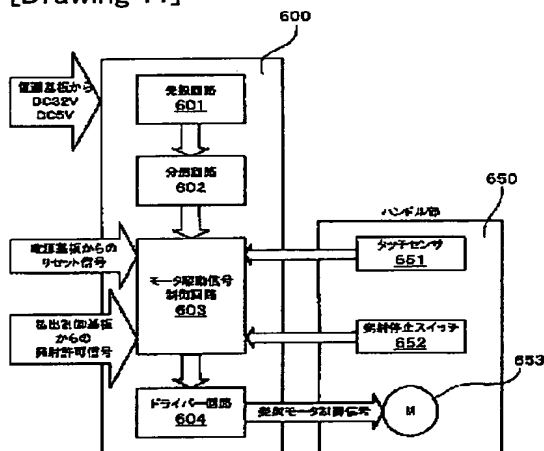 [Drawing 11]
600
電源基板から
DC32V
DC5V
発振回路
601
分周回路
602
650
ハンドル部
電源基板からの
リセット信号
モータ駆動信号
制御回路
603
タッチセンサ
651
払出制御基板
からの
発射許可信号
発射停止スイッチ
652
653
ドライバー回路
604
発射モータ制御信号
M